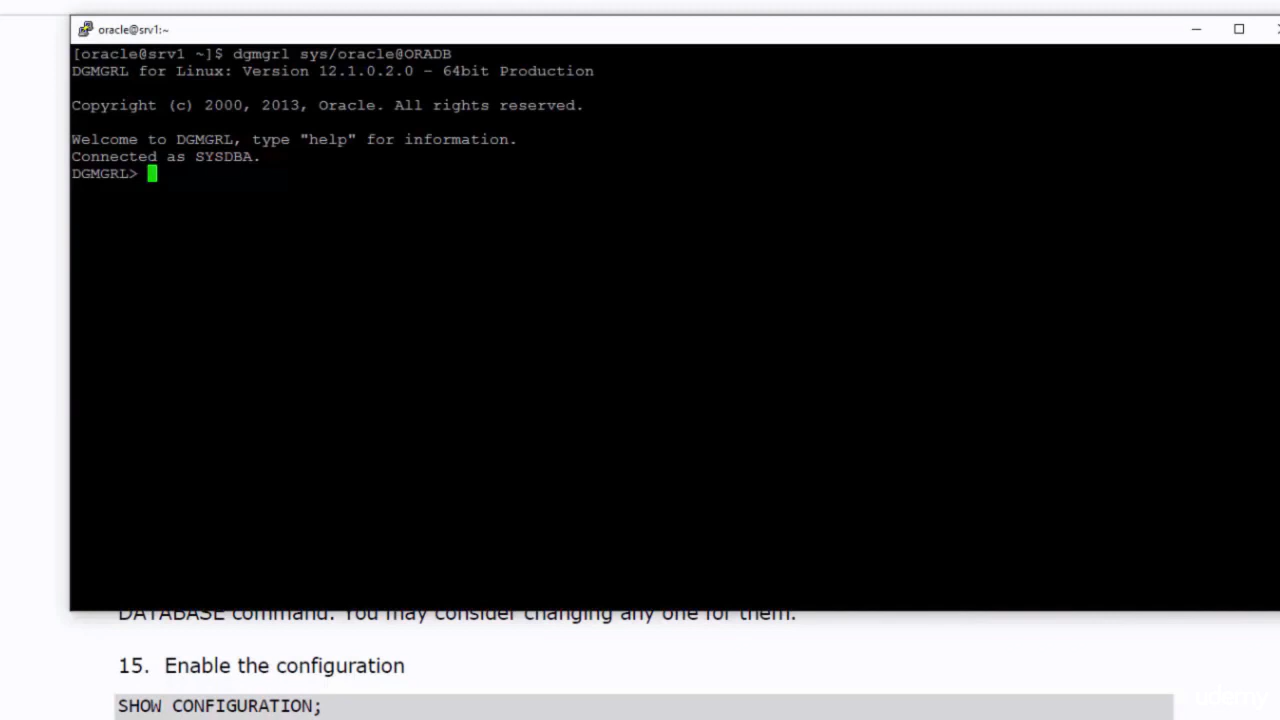 oracle@srv1:~
[oracle@srv1 ~]$ dgmgrl sys/oracle@ORADB
DGMGRL for Linux: Version 12.1.0.2.0 - 64bit Production
Copyright (c) 2000, 2013, Oracle. All rights reserved.
Welcome to DGMGRL, type "help" for information.
Connected as SYSDBA.
DGMGRL>
DATABASE command. You may consider changing any one for them.
15. Enable the configuration
SHOW CONFIGURATION;
udemy